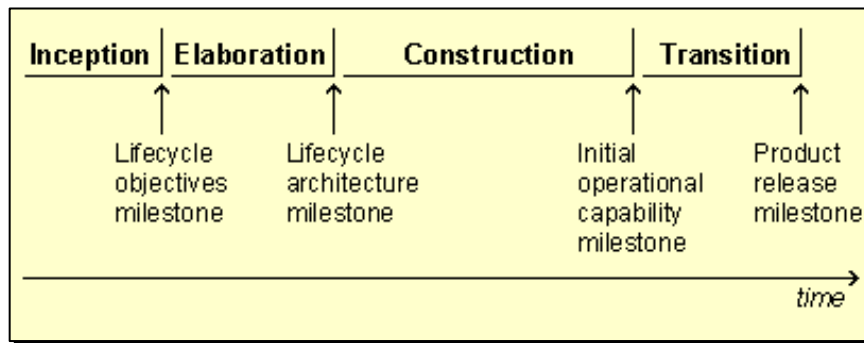 Inception Elaboration Construction Transition
Lifecycle objectives milestone
Lifecycle architecture milestone
Initial operational capability milestone
Product release milestone
time